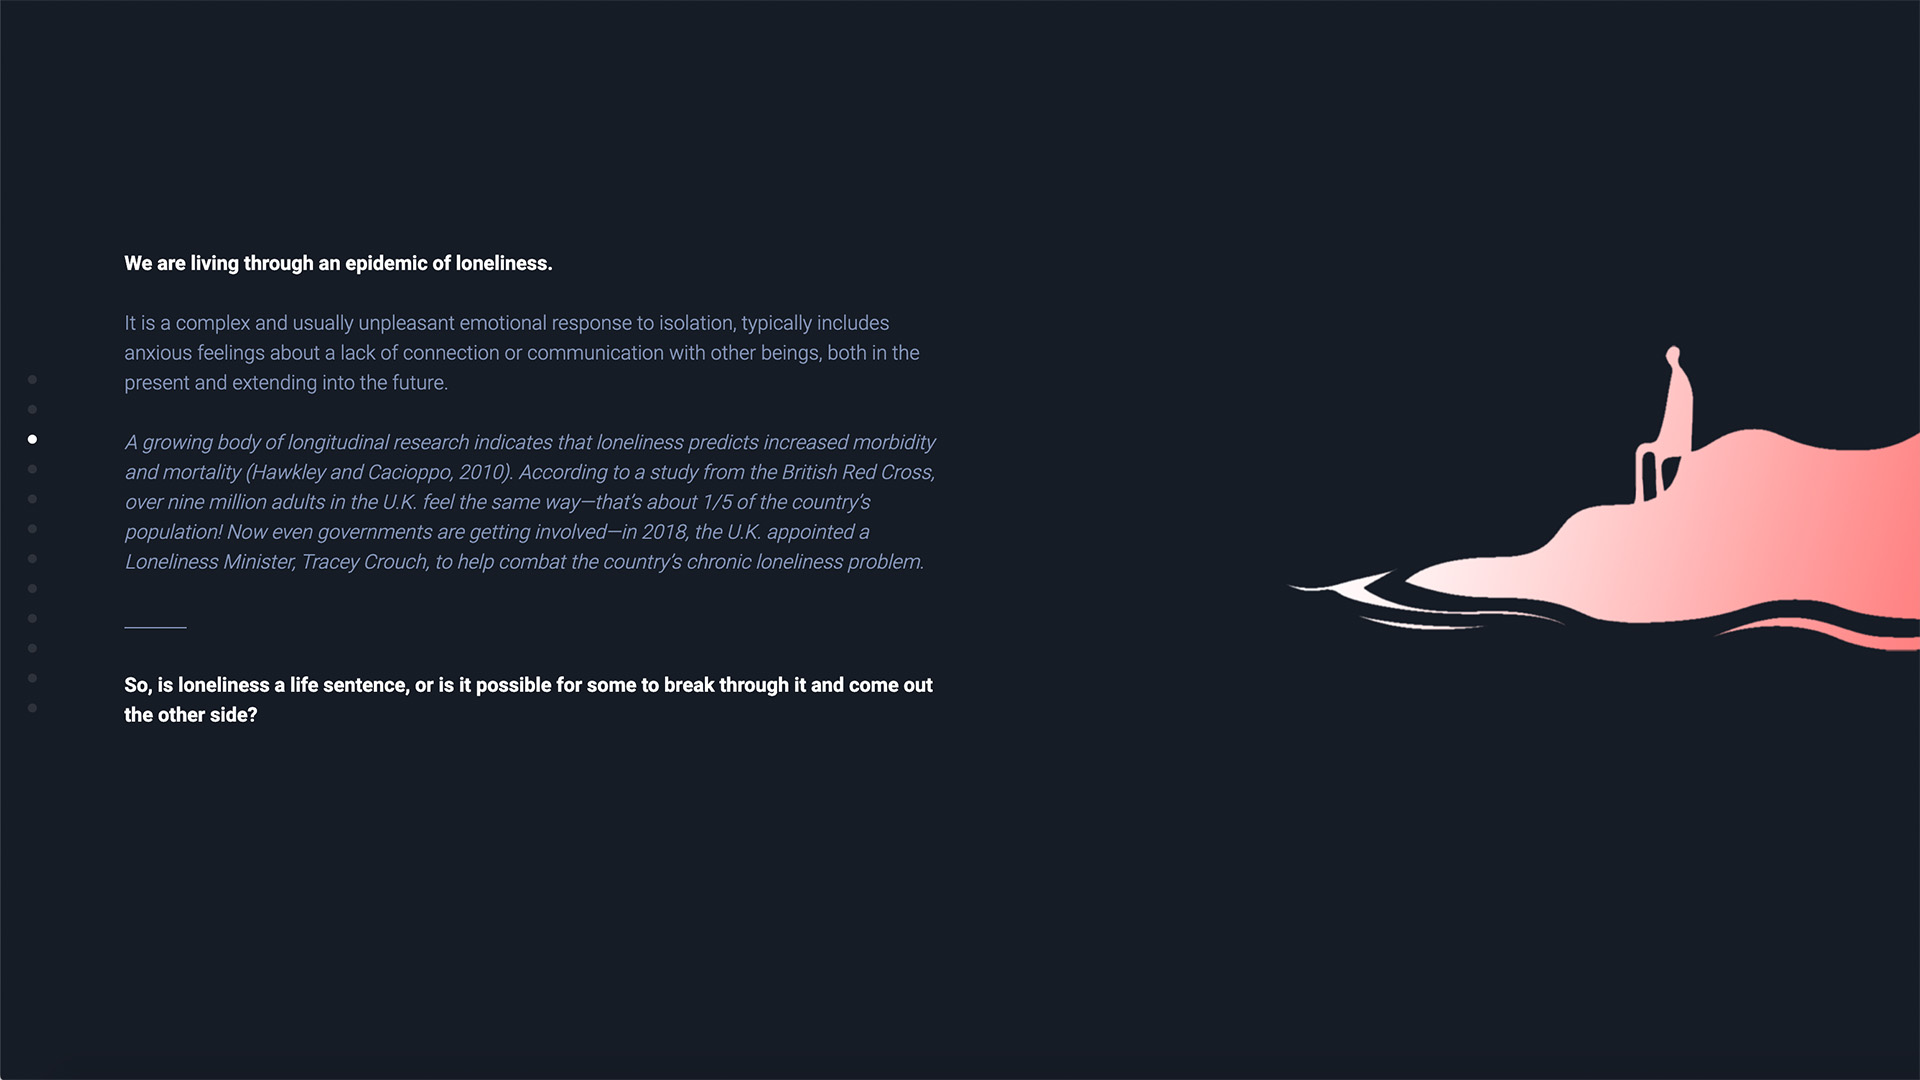 We are living through an epidemic of loneliness.
It is a complex and usually unpleasant emotional response to isolation, typically includes
anxious feelings about a lack of connection or communication with other beings, both in the
present and extending into the future.
A growing body of longitudinal research indicates that loneliness predicts increased morbidity
and mortality (Hawkley and Cacioppo, 2010). According to a study from the British Red Cross,
over nine million adults in the U.K. feel the same way—that’s about 1/5 of the country’s
population! Now even governments are getting involved—in 2018, the U.K. appointed a
Loneliness Minister, Tracey Crouch, to help combat the country’s chronic loneliness problem.
So, is loneliness a life sentence, or is it possible for some to break through it and come out
the other side?